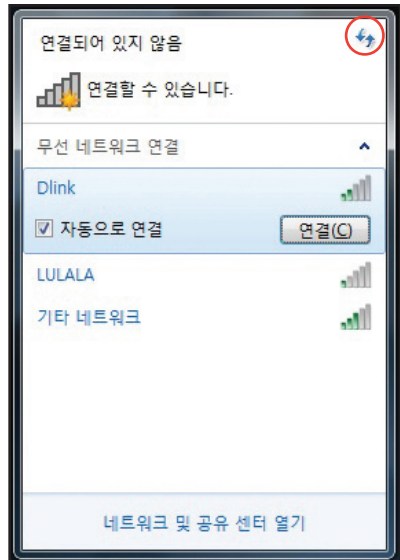 연결되어 있지 않음
연결할 수 있습니다.
무선 네트워크 연결
Dlink
자동으로 연결 연결(C)
LULALA
기타 네트워크
네트워크 및 공유 센터 열기